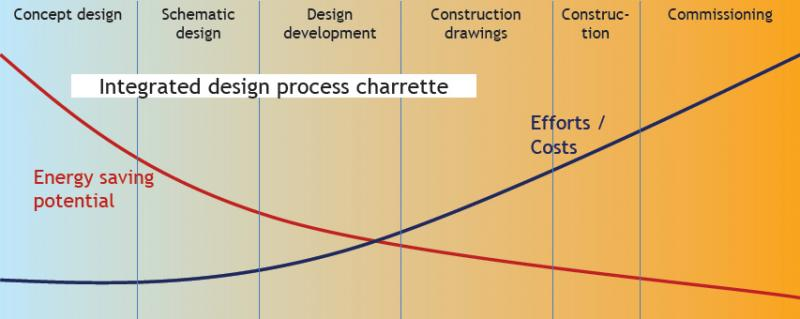 Concept design
Schematic
design
Design
development
Construction
drawings
Construc-
tion
Commissioning
Integrated design process charrette
Efforts /
Costs
Energy saving
potential